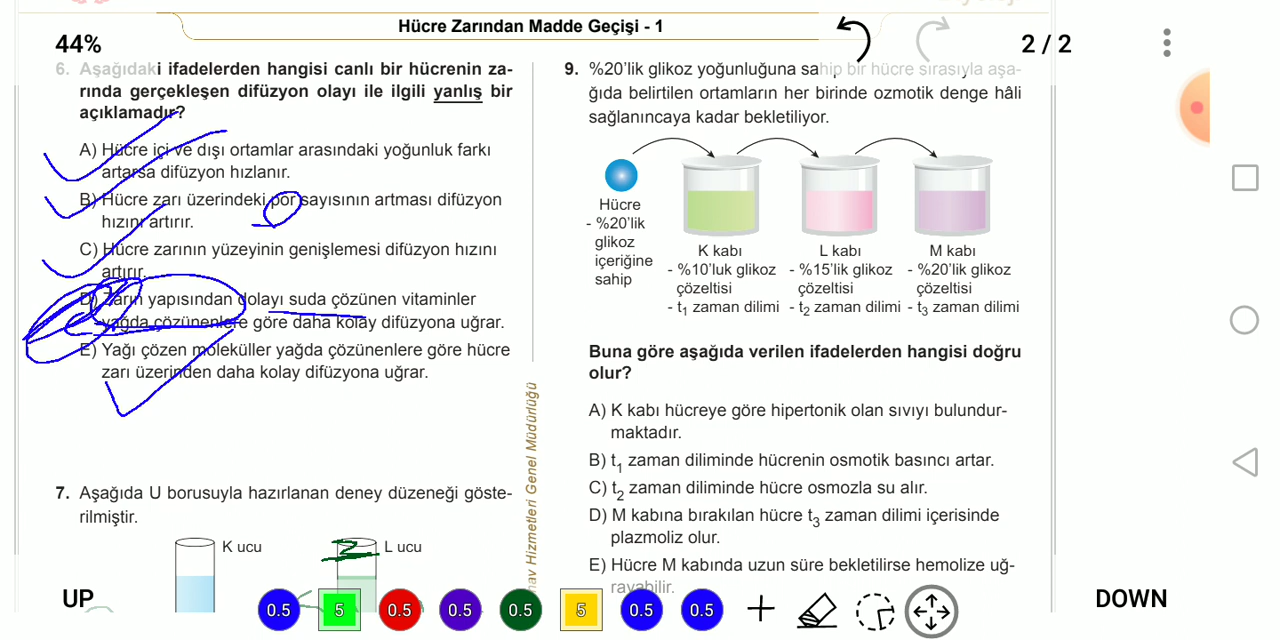 Hücre Zarından Madde Geçişi - 1
44%
2 / 2
6. Aşağıdaki ifadelerden hangisi canlı bir hücrenin za-
rında gerçekleşen difüzyon olayı ile ilgili yanlış bir
açıklamadır?
A) Hücre içi ve dışı ortamlar arasındaki yoğunluk farkı
artarsa difüzyon hızlanır.
B) Hücre zarı üzerindeki por sayısının artması difüzyon
hızını artırır.
C) Hücre zarının yüzeyinin genişlemesi difüzyon hızını
artırır.
D) Zarın yapısından dolayı suda çözünen vitaminler
yağda çözünenlere göre daha kolay difüzyona uğrar.
E) Yağı çözen moleküller yağda çözünenlere göre hücre
zarı üzerinden daha kolay difüzyona uğrar.
7. Aşağıda U borusuyla hazırlanan deney düzeneği göste-
rilmiştir.
K ucu
L ucu
nav Hizmetleri Genel Müdürlüğü
9. %20'lik glikoz yoğunluğuna sahip bir hücre sırasıyla aşa-
ğıda belirtilen ortamların her birinde ozmotik denge hâli
sağlanıncaya kadar bekletiliyor.
Hücre
- %20'lik
glikoz
içeriğine
sahip
K kabı
- %10'luk glikoz
çözeltisi
- t1 zaman dilimi
L kabı
- %15'lik glikoz
çözeltisi
- t2 zaman dilimi
M kabı
- %20'lik glikoz
çözeltisi
- t3 zaman dilimi
Buna göre aşağıda verilen ifadelerden hangisi doğru
olur?
A) K kabı hücreye göre hipertonik olan sıvıyı bulundur-
maktadır.
B) t1 zaman diliminde hücrenin osmotik basıncı artar.
C) t2 zaman diliminde hücre osmozla su alır.
D) M kabına bırakılan hücre t3 zaman dilimi içerisinde
plazmoliz olur.
E) Hücre M kabında uzun süre bekletilirse hemolize uğ-
rayabilir.
UP
0.5 5 0.5 0.5 0.5 5 0.5 0.5
DOWN